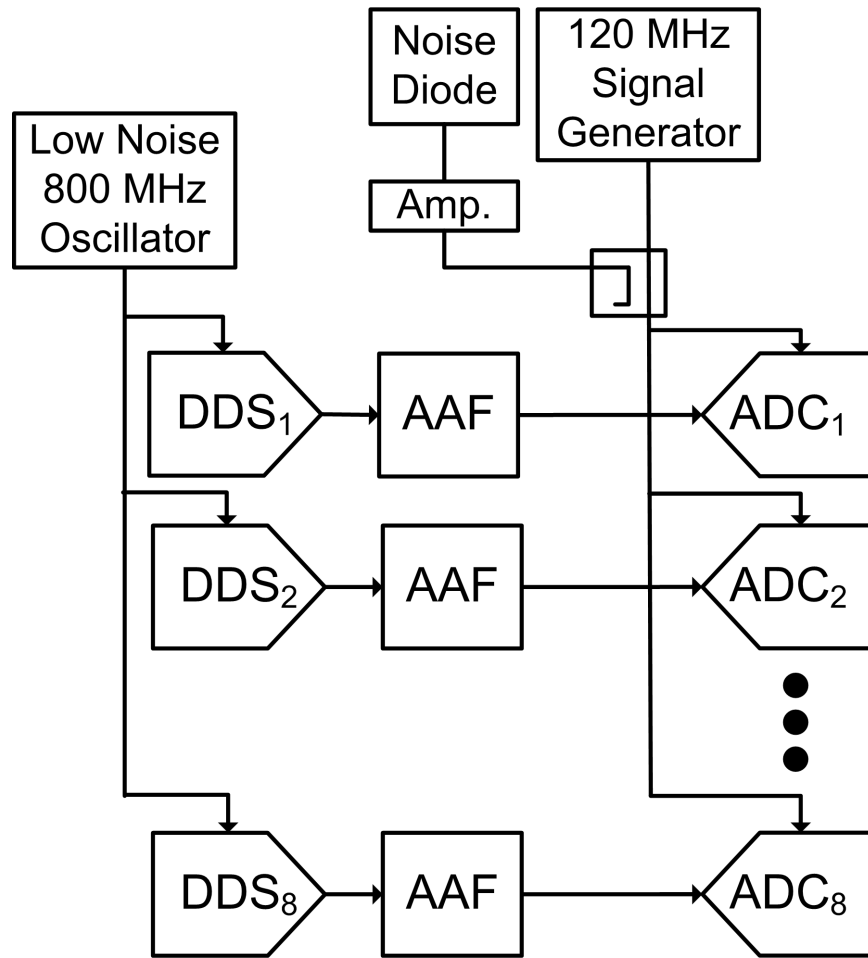 Noise
Diode
120 MHz
Signal
Generator
Low Noise
800 MHz
Oscillator
Amp.
DDS₁
AAF
ADC₁
DDS₂
AAF
ADC₂
DDS₈
AAF
ADC₈